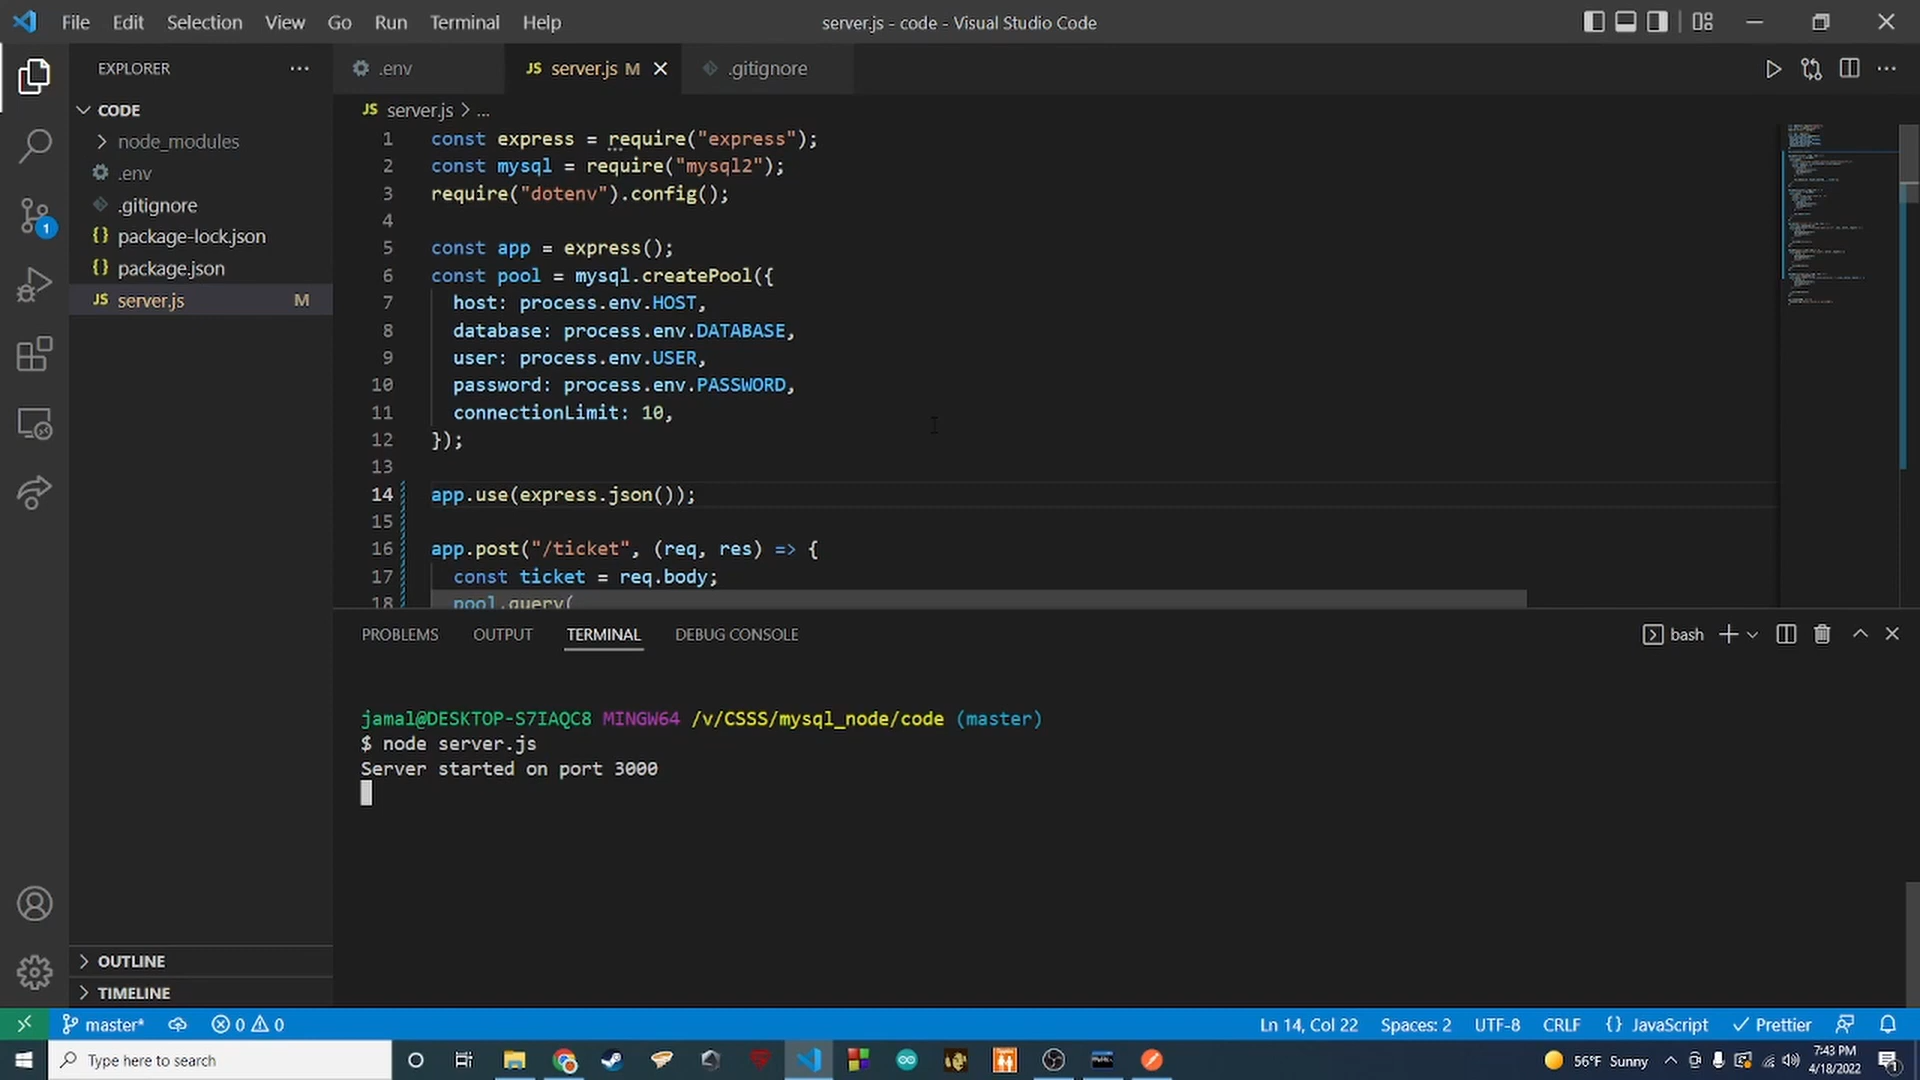 File Edit Selection View Go Run Terminal Help
server.js - code - Visual Studio Code
EXPLORER
.env
server.js M
.gitignore
CODE
node_modules
.env
.gitignore
package-lock.json
package.json
server.js M
1
server.js > ...
1 const express = require("express");
2 const mysql = require("mysql2");
3 require("dotenv").config();
4
5 const app = express();
6 const pool = mysql.createPool({
7 host: process.env.HOST,
8 database: process.env.DATABASE,
9 user: process.env.USER,
10 password: process.env.PASSWORD,
11 connectionLimit: 10,
12 });
13
14 app.use(express.json());
15
16 app.post("/ticket", (req, res) => {
17 const ticket = req.body;
18 pool.query(
PROBLEMS OUTPUT TERMINAL DEBUG CONSOLE
bash
jamal@DESKTOP-S7IAQC8 MINGW64 /v/CSSS/mysql_node/code (master)
$ node server.js
Server started on port 3000
OUTLINE
TIMELINE
master* 0 0
Ln 14, Col 22 Spaces: 2 UTF-8 CRLF {} JavaScript Prettier
Type here to search
56°F Sunny
7:43 PM
4/18/2022
1